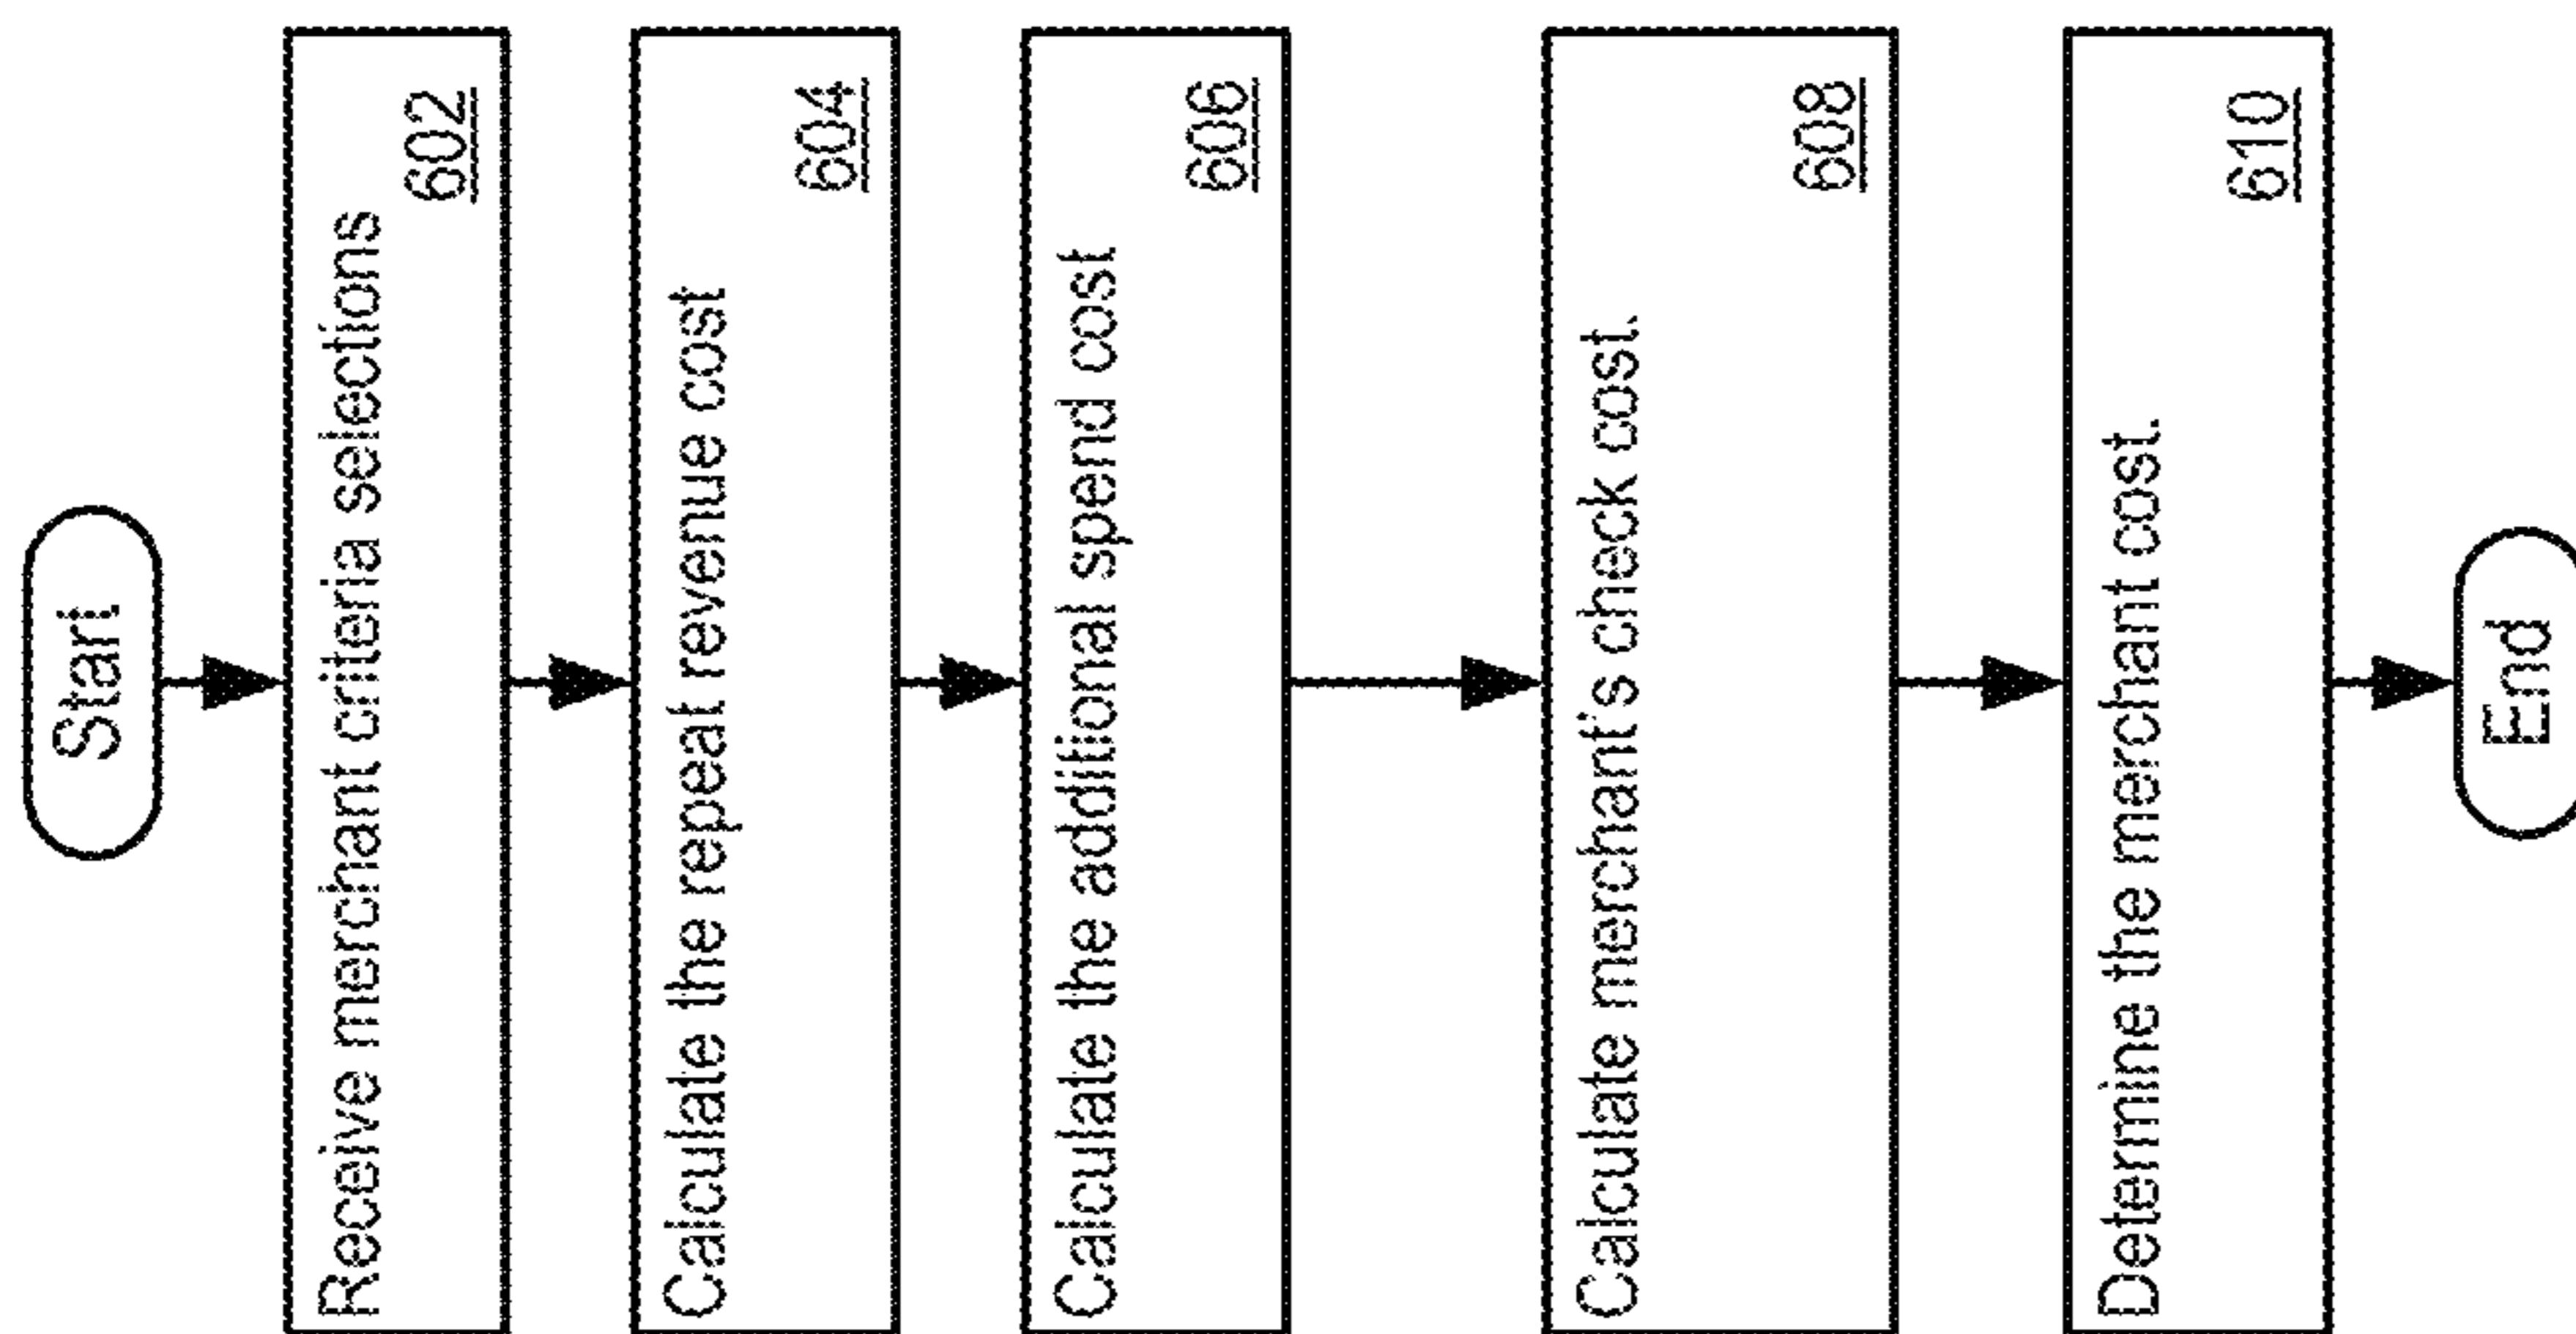 Start
Receive merchant criteria selections
602
Calculate the repeat revenue cost
604
Calculate the additional spend cost
606
Calculate merchant's check cost.
608
Determine the merchant cost.
610
End